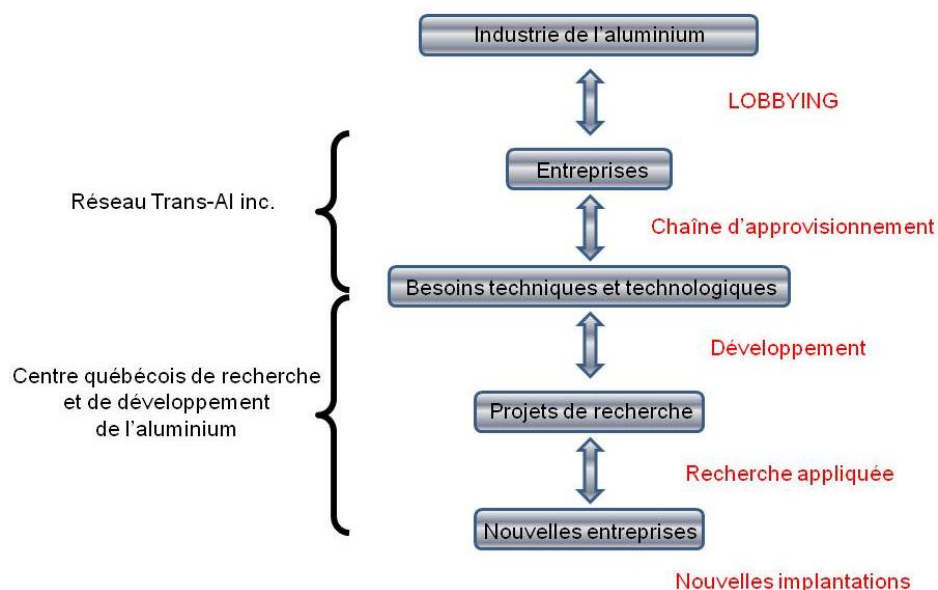 Industrie de l'aluminium
LOBBYING
Entreprises
Réseau Trans-Al inc.
Chaîne d'approvisionnement
Besoins techniques et technologiques
Développement
Centre québécois de recherche
et de développement
de l'aluminium
Projets de recherche
Recherche appliquée
Nouvelles entreprises
Nouvelles implantations